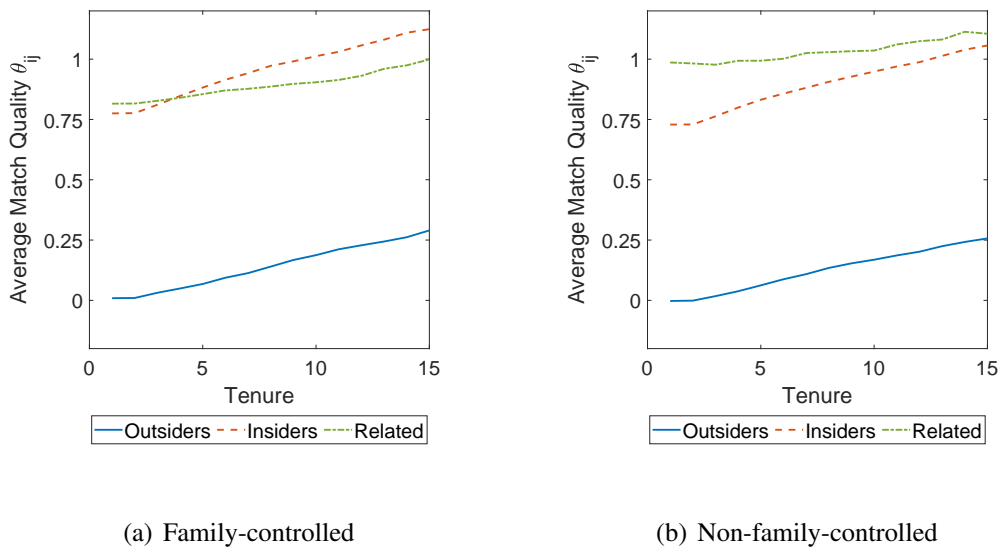 Average Match Quality θij
1
0.75
0.5
0.25
0
0 5 10 15
Tenure
Outsiders Insiders Related
(a) Family-controlled
Average Match Quality θij
1
0.75
0.5
0.25
0
0 5 10 15
Tenure
Outsiders Insiders Related
(b) Non-family-controlled